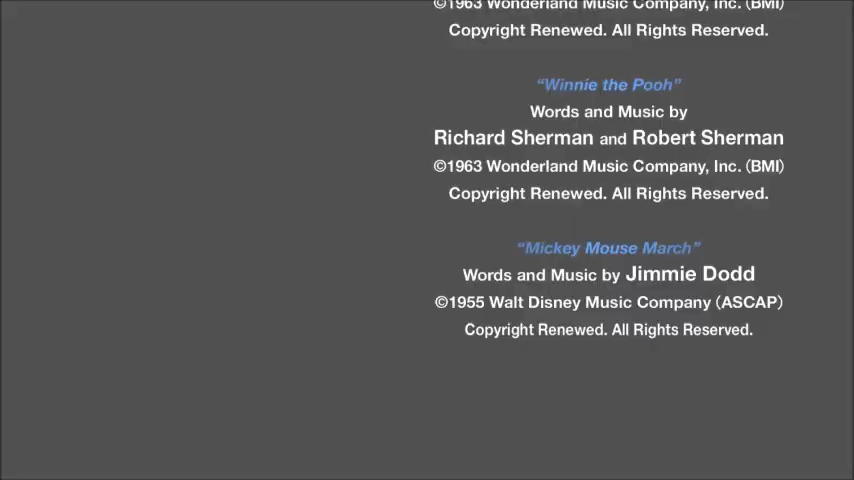 ©1963 Wonderland Music Company, Inc. (BMI)
Copyright Renewed. All Rights Reserved.
“Winnie the Pooh”
Words and Music by
Richard Sherman and Robert Sherman
©1963 Wonderland Music Company, Inc. (BMI)
Copyright Renewed. All Rights Reserved.
“Mickey Mouse March”
Words and Music by Jimmie Dodd
©1955 Walt Disney Music Company (ASCAP)
Copyright Renewed. All Rights Reserved.